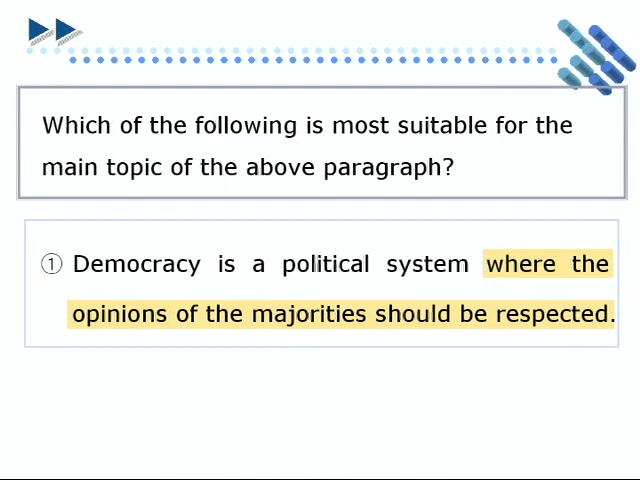 Which of the following is most suitable for the
main topic of the above paragraph?
① Democracy is a political system where the
opinions of the majorities should be respected.